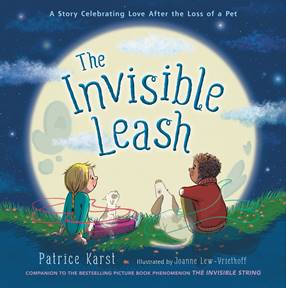 A Story Celebrating Love After the Loss of a Pet
The
Invisible
Leash
Patrice Karst
Illustrated by Joanne Lew-Vriethoff
COMPANION TO THE BESTSELLING PICTURE BOOK PHENOMENON THE INVISIBLE STRING